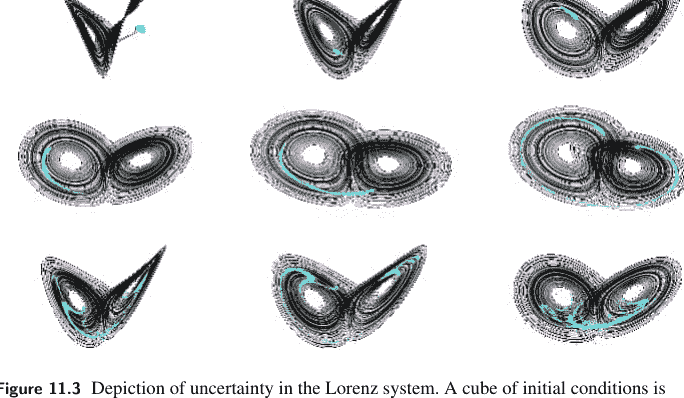 Figure 11.3 Depiction of uncertainty in the Lorenz system. A cube of initial conditions is